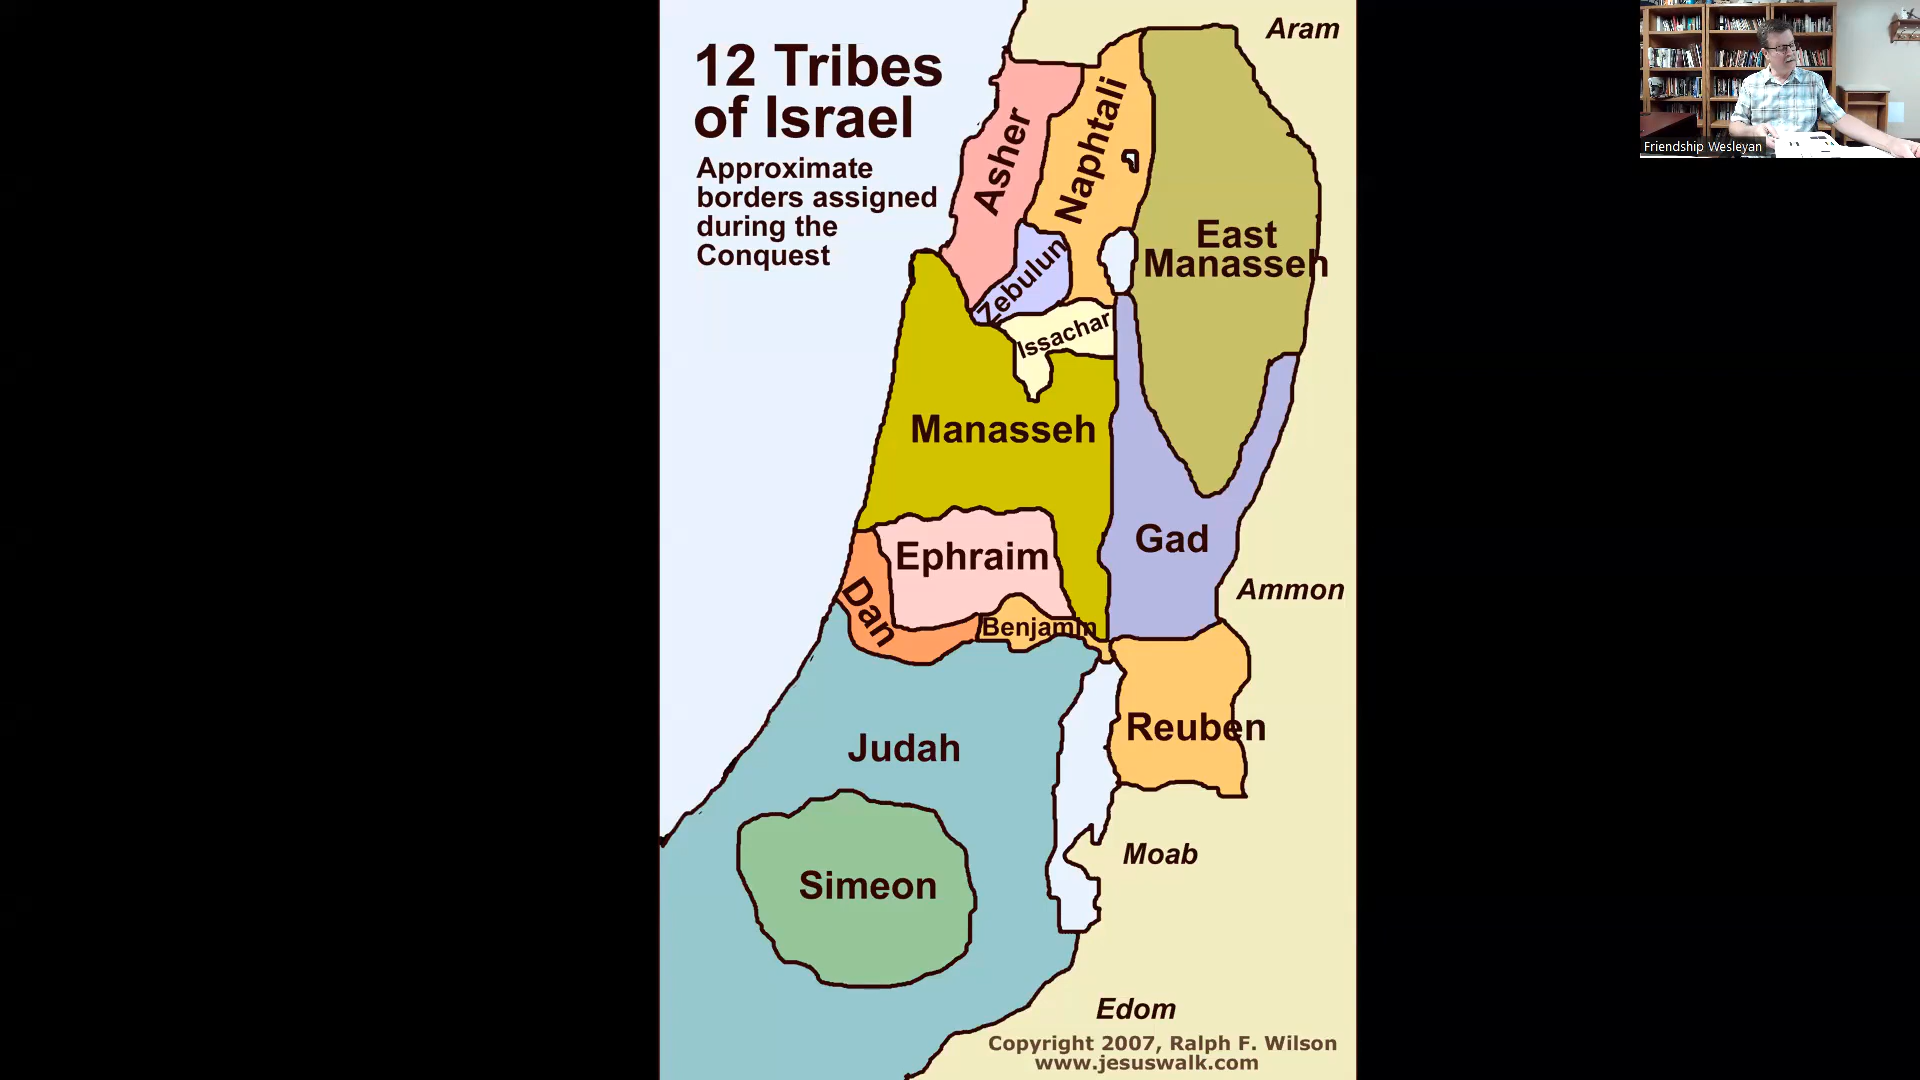 12 Tribes
of Israel
Approximate
borders assigned
during the
Conquest
Aram
Friendship Wesleyan
Asher
Naphtali
East
Manasseh
Zebulun
Issachar
Manasseh
Gad
Ephraim
Ammon
Dan
Benjamin
Reuben
Judah
Moab
Simeon
Edom
Copyright 2007, Ralph F. Wilson
www.jesuswalk.com